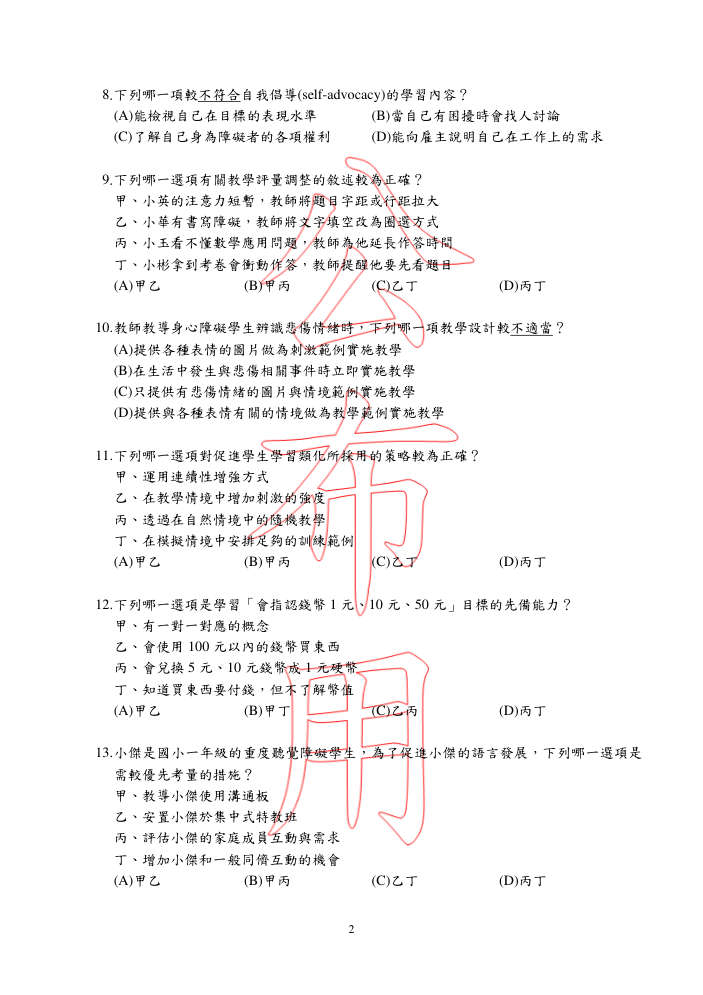 8.下列哪一項較不符合自我倡導(self-advocacy)的學習內容？
(A)能檢視自己在目標的表現水準 (B)當自己有困擾時會找人討論
(C)了解自己身為障礙者的各項權利 (D)能向雇主說明自己在工作上的需求
9.下列哪一選項有關教學評量調整的敘述較為正確？
甲、小英的注意力短暫，教師將題目字距或行距拉大
乙、小華有書寫障礙，教師將文字填空改為圈選方式
丙、小玉看不懂數學應用問題，教師為他延長作答時間
丁、小彬拿到考卷會衝動作答，教師提醒他要先看題目
(A)甲乙 (B)甲丙 (C)乙丁 (D)丙丁
10.教師教導身心障礙學生辨識悲傷情緒時，下列哪一項教學設計較不適當？
(A)提供各種表情的圖片做為刺激範例實施教學
(B)在生活中發生與悲傷相關事件時立即實施教學
(C)只提供有悲傷情緒的圖片與情境範例實施教學
(D)提供與各種表情有關的情境做為教學範例實施教學
11.下列哪一選項對促進學生學習類化所採用的策略較為正確？
甲、運用連續性增強方式
乙、在教學情境中增加刺激的強度
丙、透過在自然情境中的隨機教學
丁、在模擬情境中安排足夠的訓練範例
(A)甲乙 (B)甲丙 (C)乙丁 (D)丙丁
12.下列哪一選項是學習「會指認錢幣 1 元、10 元、50 元」目標的先備能力？
甲、有一對一對應的概念
乙、會使用 100 元以內的錢幣買東西
丙、會兌換 5 元、10 元錢幣成 1 元硬幣
丁、知道買東西要付錢，但不了解幣值
(A)甲乙 (B)甲丁 (C)乙丙 (D)丙丁
13.小傑是國小一年級的重度聽覺障礙學生，為了促進小傑的語言發展，下列哪一選項是
需較優先考量的措施？
甲、教導小傑使用溝通板
乙、安置小傑於集中式特教班
丙、評估小傑的家庭成員互動與需求
丁、增加小傑和一般同儕互動的機會
(A)甲乙 (B)甲丙 (C)乙丁 (D)丙丁
公布用
2